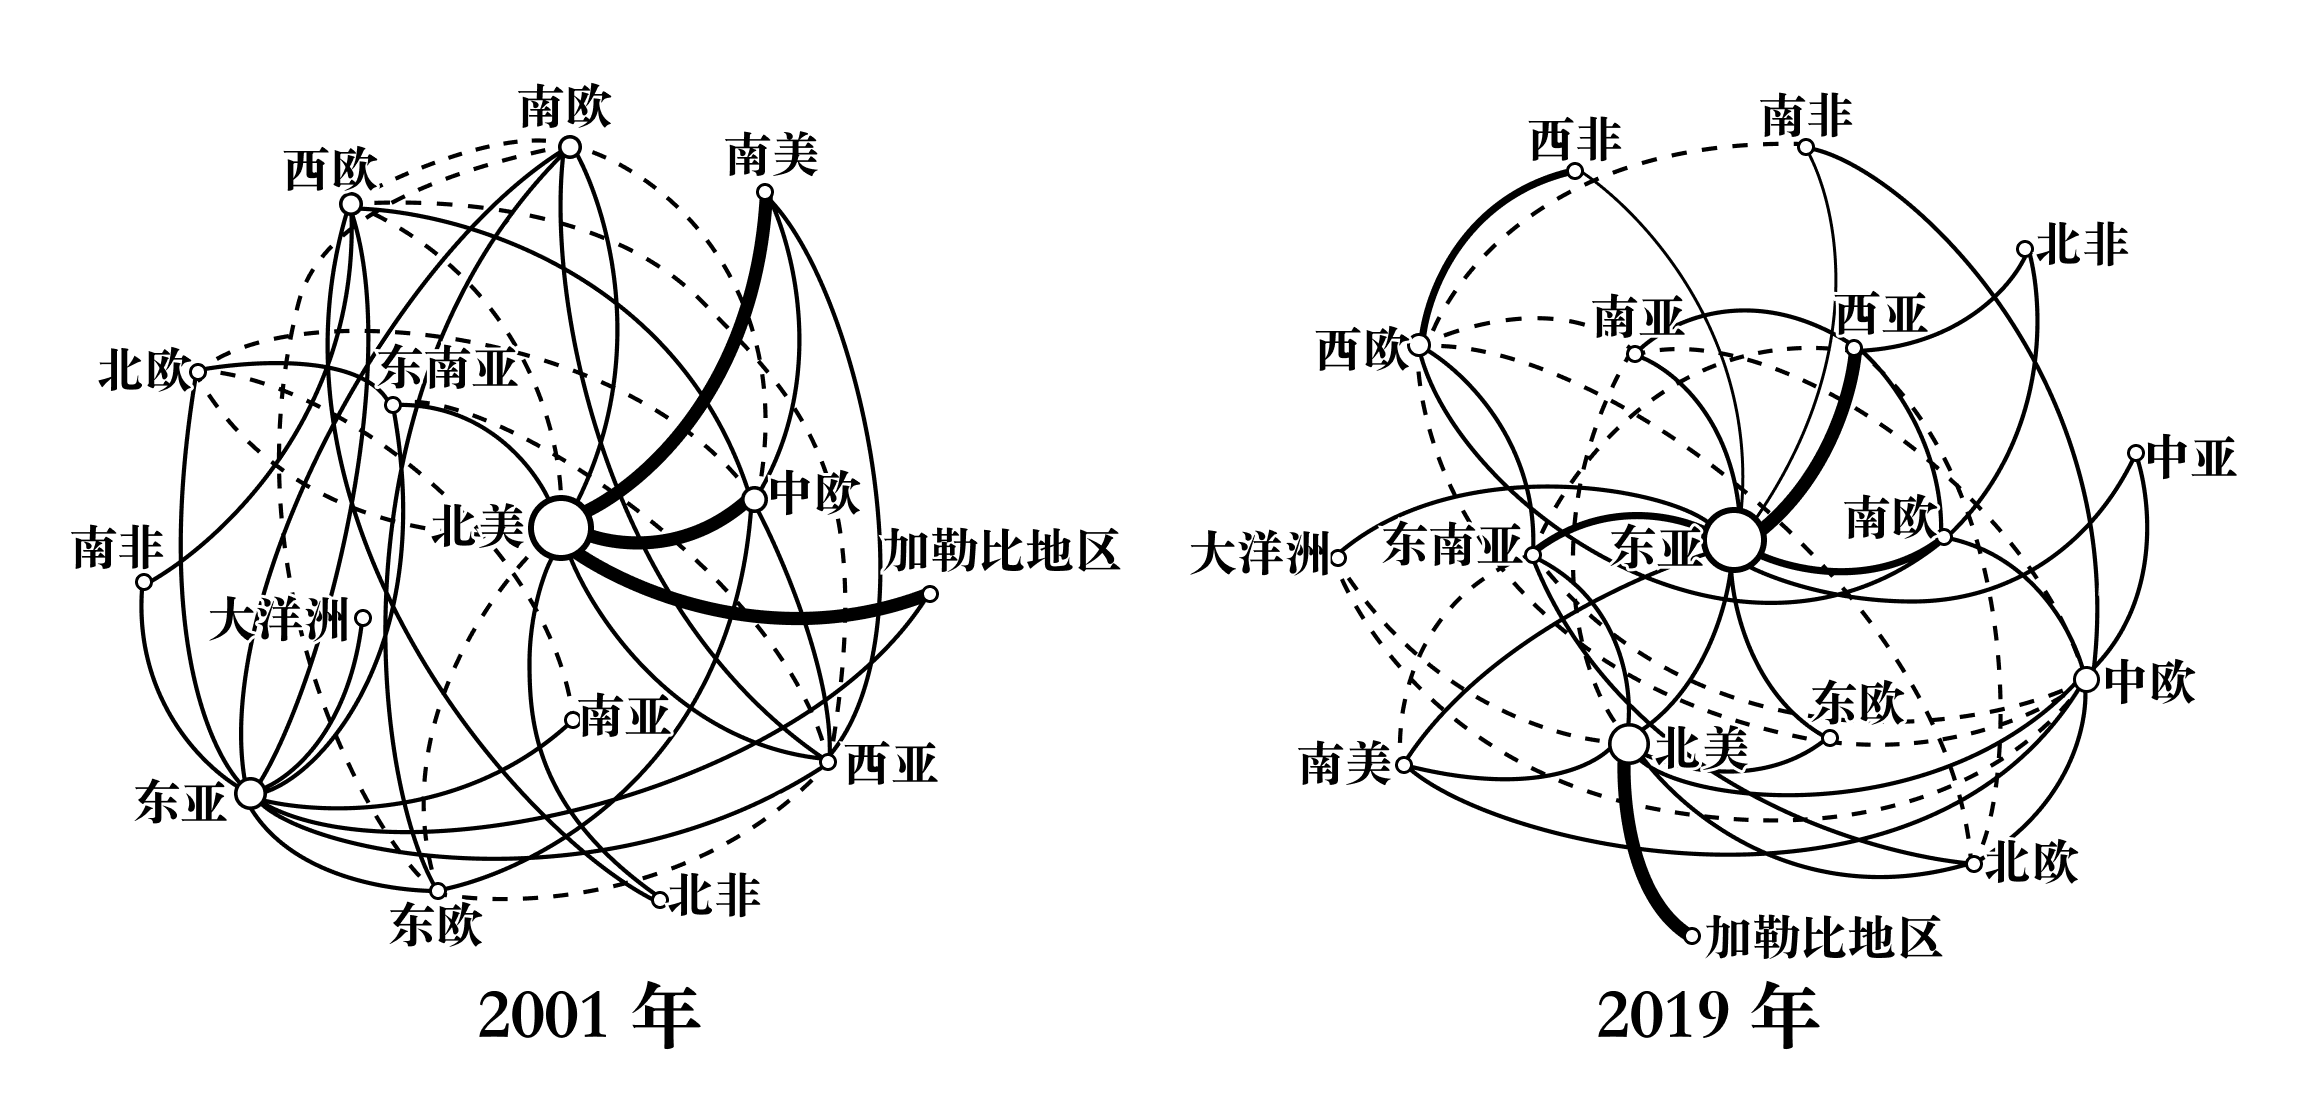 南欧
南美
西欧
北欧
东南亚
中欧
北美
南非
加勒比地区
大洋洲
南亚
西亚
东亚
北非
东欧
2001 年
南非
西非
北非
南亚
西亚
西欧
中亚
南欧
大洋洲
东南亚
东亚
中欧
东欧
北美
南美
北欧
加勒比地区
2019 年